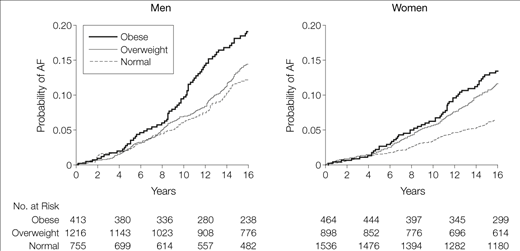 Men
Probability of AF
0.20
0.15
0.10
0.05
0
Obese
Overweight
Normal
0 2 4 6 8 10 12 14 16
Years
Women
Probability of AF
0.20
0.15
0.10
0.05
0
0 2 4 6 8 10 12 14 16
Years
No. at Risk
Obese 413 380 336 280 238 464 444 397 345 299
Overweight 1216 1143 1023 908 776 898 852 776 696 614
Normal 755 699 614 557 482 1536 1476 1394 1282 1180